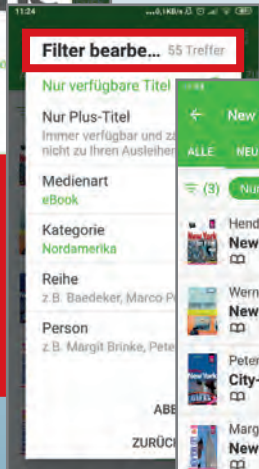 11:24
Filter bearbe... 55 Treffer
Nur verfügbare Titel
Nur Plus-Titel
Immer verfügbar und
nicht zu Ihren Ausleihen
Medienart
eBook
Kategorie
Nordamerika
Reihe
z.B. Baedeker, Marco
Person
z.B. Margit Brinke, Pete
ABE
ZURÜC
New
ALLE NEU
(3)
Hend
New
Wern
New
Peter
City-
Marg
New